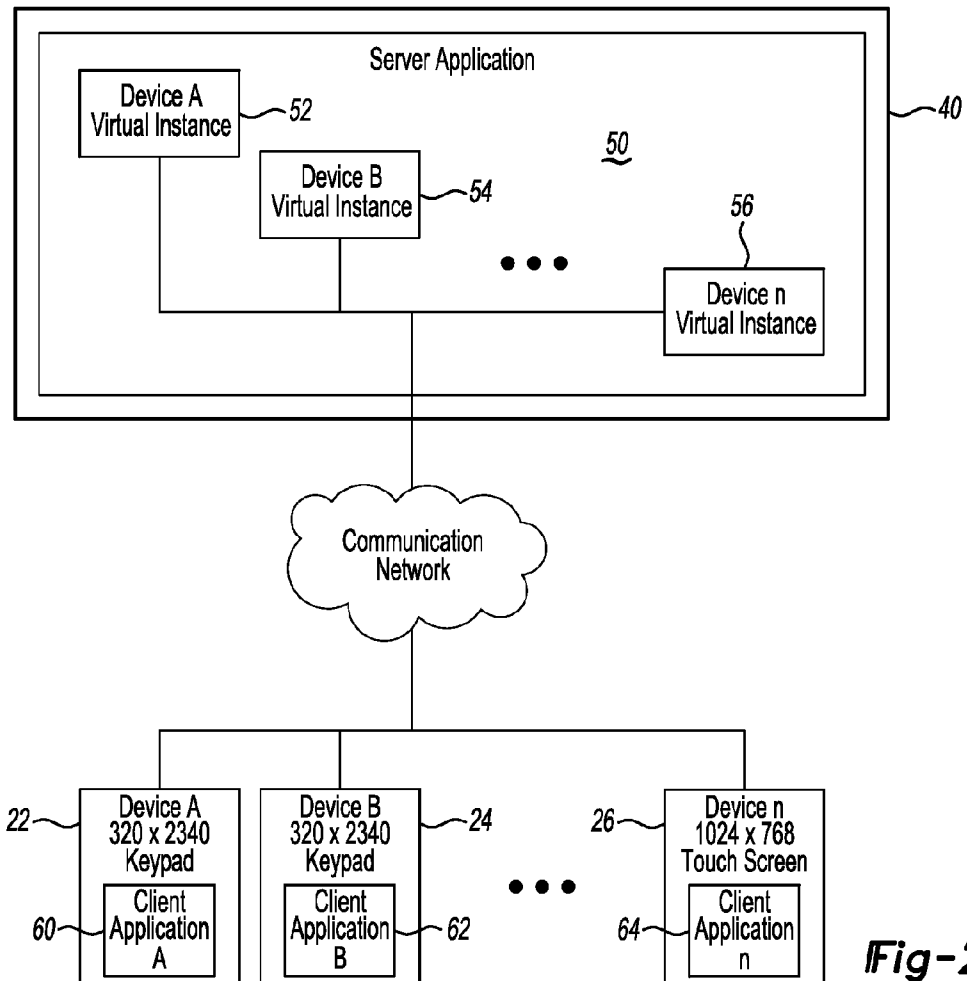 Server Application
Device A
Virtual Instance
52
40
50
Device B
Virtual Instance
54
56
Device n
Virtual Instance
Communication
Network
22
Device A
320 x 2340
Keypad
Device B
320 x 2340
Keypad
24
26
Device n
1024 x 768
Touch Screen
60
Client
Application
A
Client
Application
B
62
64
Client
Application
n
Fig-2